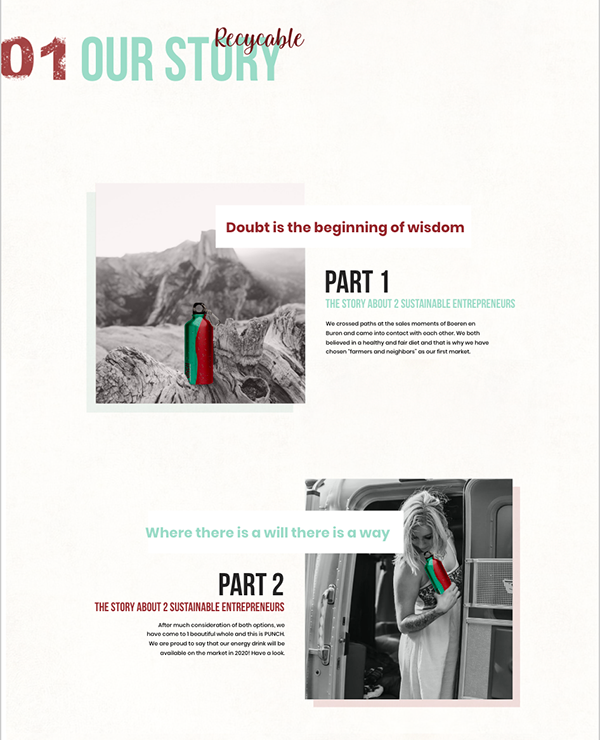 Recycable
01 OUR STORY
Doubt is the beginning of wisdom
PART 1
THE STORY ABOUT 2 SUSTAINABLE ENTREPRENEURS
We crossed paths at the sales moments of Boeren en
Buren and came into contact with each other. We both
believed in a healthy and fair diet and that is why we have
chosen "farmers and neighbors" as our first market.
Where there is a will there is a way
PART 2
THE STORY ABOUT 2 SUSTAINABLE ENTREPRENEURS
After much consideration of both options, we
have come to 1 beautiful whole and this is PUNCH.
We are proud to say that our energy drink will be
available on the market in 2020! Have a look.